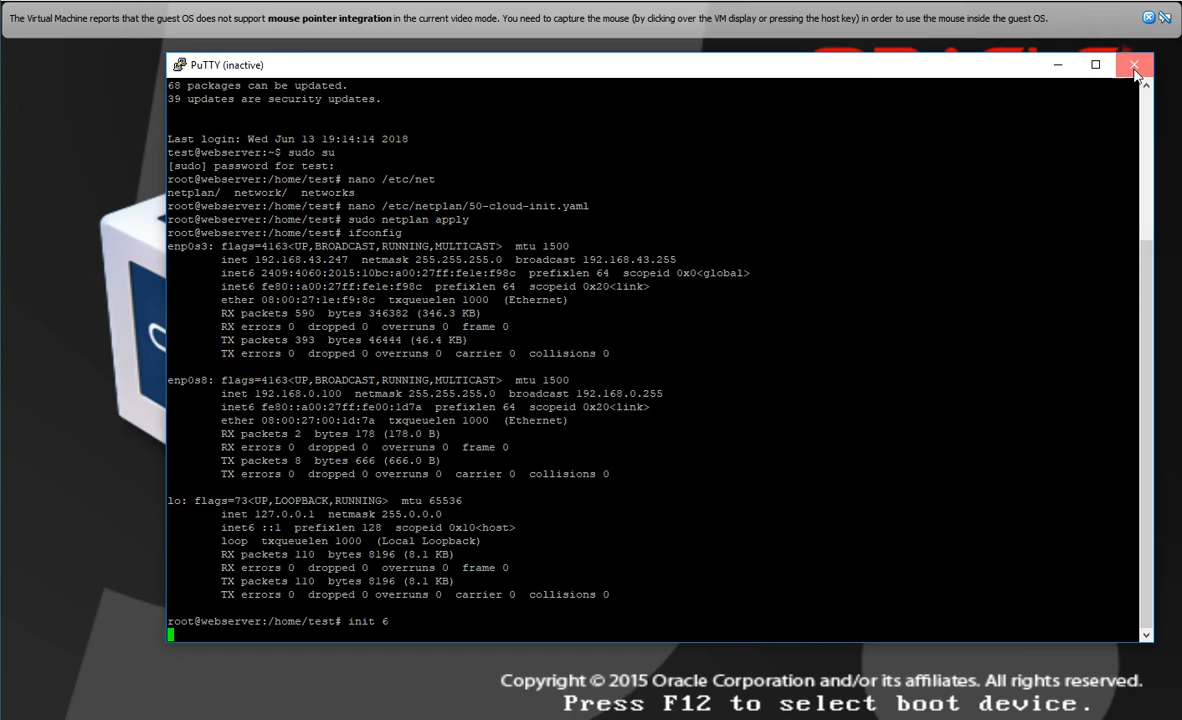 The Virtual Machine reports that the guest OS does not support mouse pointer integration in the current video mode. You need to capture the mouse (by clicking over the VM display or pressing the host key) in order to use the mouse inside the guest OS.
PuTTY (inactive)
68 packages can be updated.
39 updates are security updates.
Last login: Wed Jun 13 19:14:14 2018
test@webserver:~$ sudo su
[sudo] password for test:
root@webserver:/home/test# nano /etc/net
netplan/  network/  networks
root@webserver:/home/test# nano /etc/netplan/50-cloud-init.yaml
root@webserver:/home/test# sudo netplan apply
root@webserver:/home/test# ifconfig
enp0s3: flags=4163<UP,BROADCAST,RUNNING,MULTICAST>  mtu 1500
inet 192.168.43.247  netmask 255.255.255.0  broadcast 192.168.43.255
inet6 2409:4060:2015:10bc:a00:27ff:fe1e:f98c  prefixlen 64  scopeid 0x0<global>
inet6 fe80::a00:27ff:fe1e:f98c  prefixlen 64  scopeid 0x20<link>
ether 08:00:27:1e:f9:8c  txqueuelen 1000  (Ethernet)
RX packets 590  bytes 346382 (346.3 KB)
RX errors 0  dropped 0  overruns 0  frame 0
TX packets 393  bytes 46444 (46.4 KB)
TX errors 0  dropped 0 overruns 0  carrier 0  collisions 0
enp0s8: flags=4163<UP,BROADCAST,RUNNING,MULTICAST>  mtu 1500
inet 192.168.0.100  netmask 255.255.255.0  broadcast 192.168.0.255
inet6 fe80::a00:27ff:fe00:1d7a  prefixlen 64  scopeid 0x20<link>
ether 08:00:27:00:1d:7a  txqueuelen 1000  (Ethernet)
RX packets 2  bytes 178 (178.0 B)
RX errors 0  dropped 0  overruns 0  frame 0
TX packets 8  bytes 666 (666.0 B)
TX errors 0  dropped 0 overruns 0  carrier 0  collisions 0
lo: flags=73<UP,LOOPBACK,RUNNING>  mtu 65536
inet 127.0.0.1  netmask 255.0.0.0
inet6 ::1  prefixlen 128  scopeid 0x10<host>
loop  txqueuelen 1000  (Local Loopback)
RX packets 110  bytes 8196 (8.1 KB)
RX errors 0  dropped 0  overruns 0  frame 0
TX packets 110  bytes 8196 (8.1 KB)
TX errors 0  dropped 0 overruns 0  carrier 0  collisions 0
root@webserver:/home/test# init 6
Copyright © 2015 Oracle Corporation and/or its affiliates. All rights reserved.
Press F12 to select boot device.